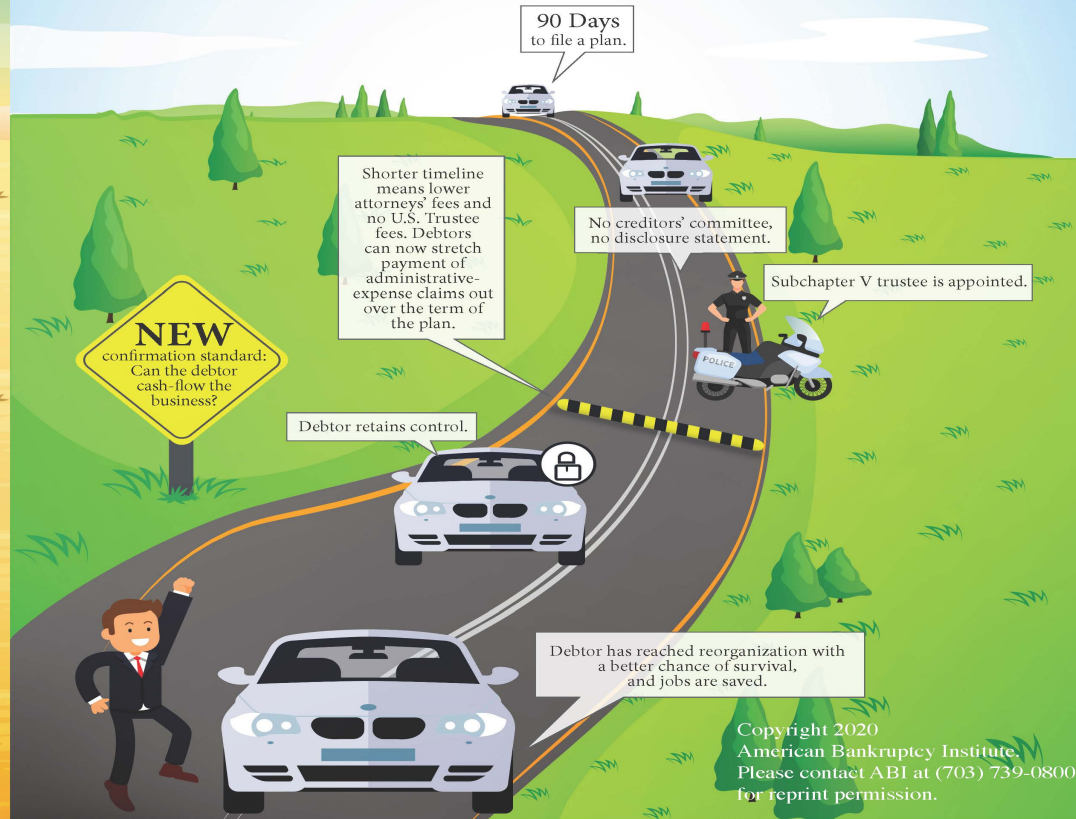 90 Days
to file a plan.
Shorter timeline
means lower
attorneys' fees and
no U.S. Trustee
fees. Debtors
can now stretch
payment of
administrative-
expense claims out
over the term of
the plan.
No creditors' committee,
no disclosure statement.
Subchapter V trustee is appointed.
POLICE
NEW
confirmation standard:
Can the debtor
cash-flow the
business?
Debtor retains control.
Debtor has reached reorganization with
a better chance of survival,
and jobs are saved.
Copyright 2020
American Bankruptcy Institute.
Please contact ABI at (703) 739-0800
for reprint permission.